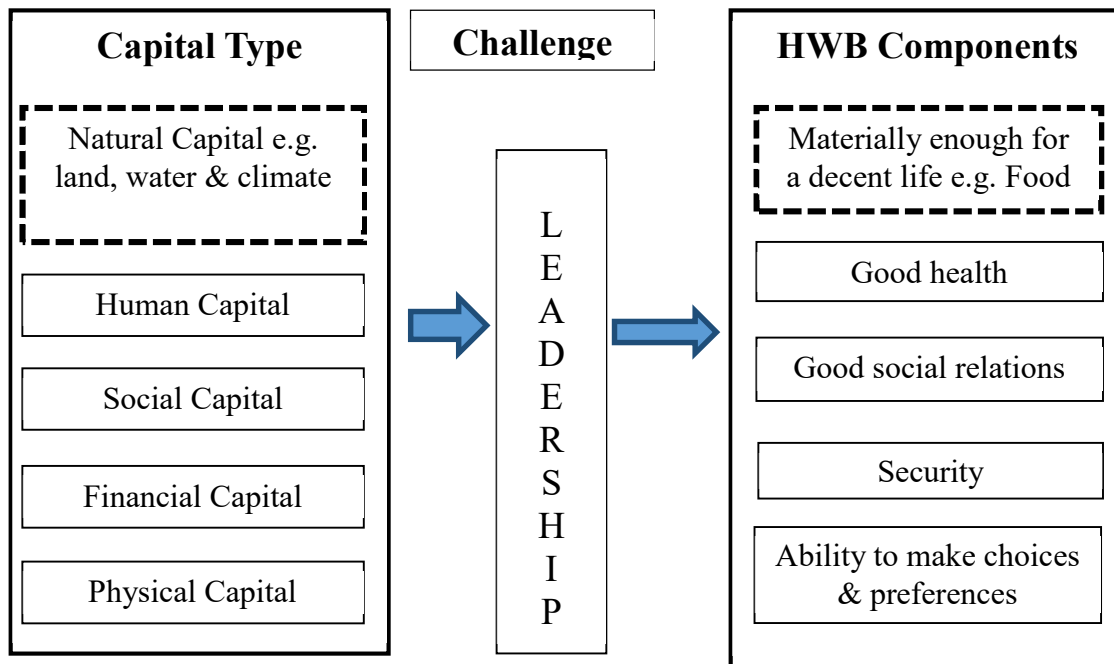 Capital Type
Natural Capital e.g.
land, water & climate
Human Capital
Social Capital
Financial Capital
Physical Capital
Challenge
L
E
A
D
E
R
S
H
I
P
HWB Components
Materially enough for
a decent life e.g. Food
Good health
Good social relations
Security
Ability to make choices
& preferences